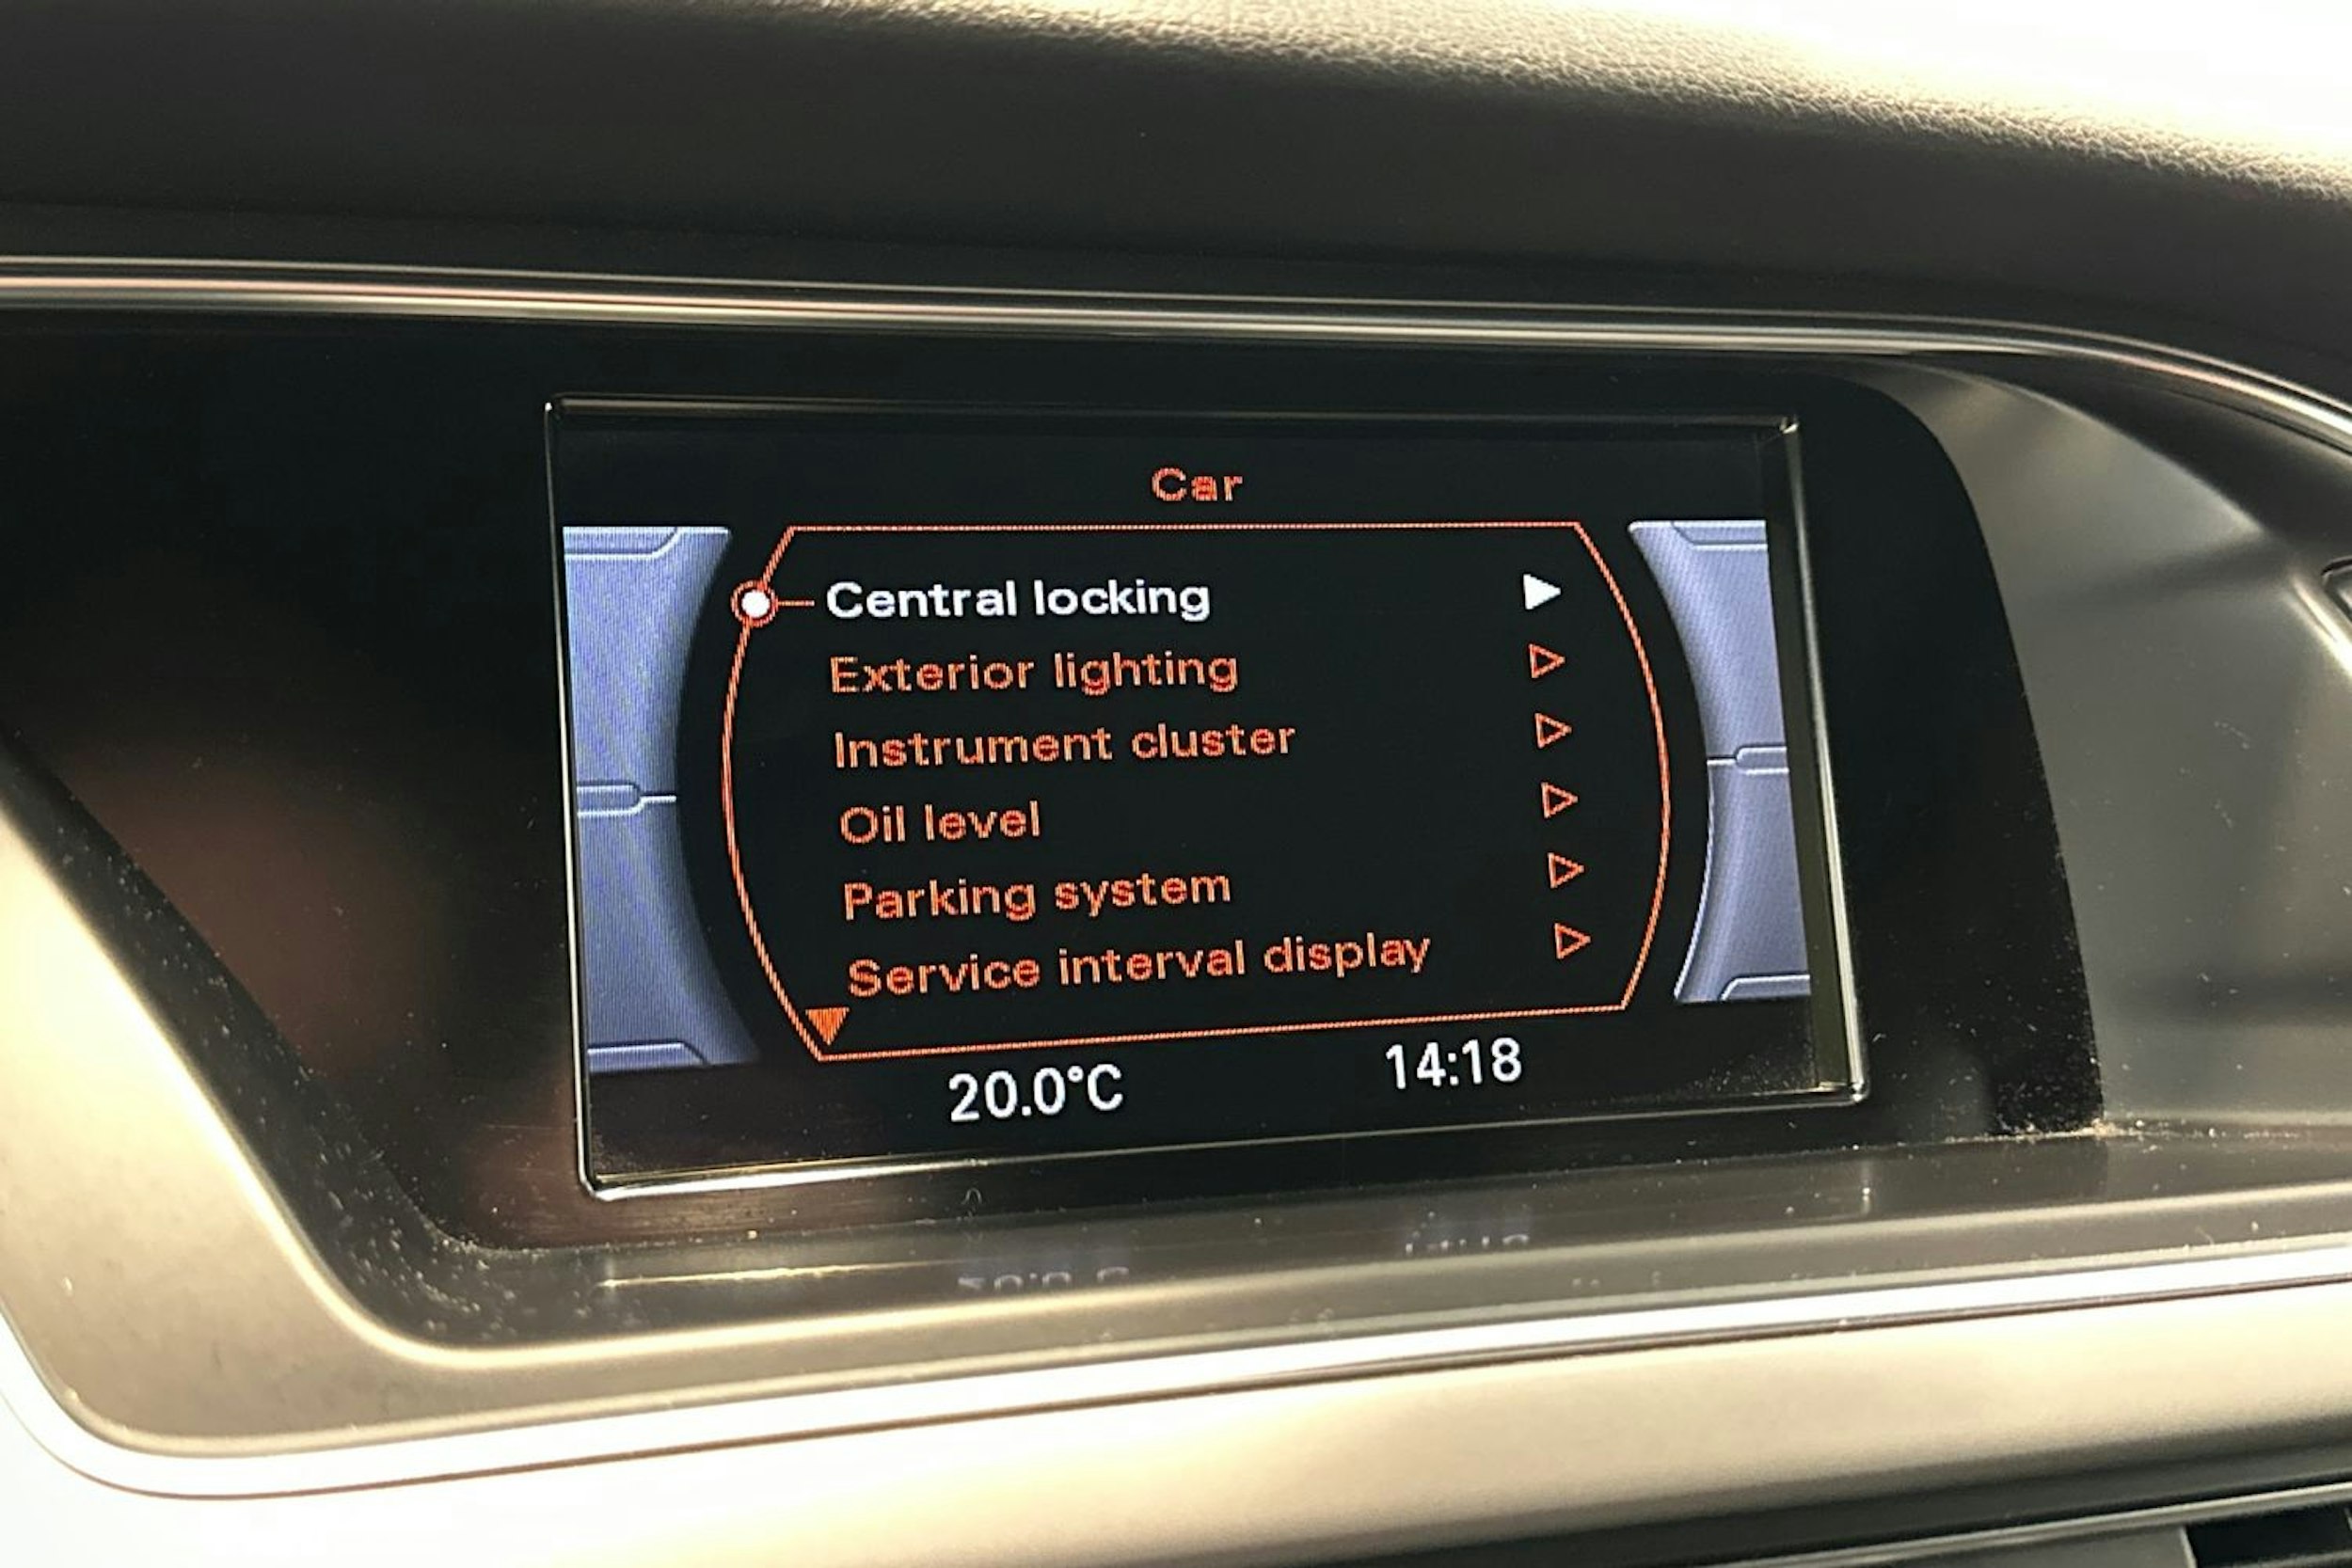 Car
Central locking
Exterior lighting
Instrument cluster
Oil level
Parking system
Service interval display
20.0°C
14:18